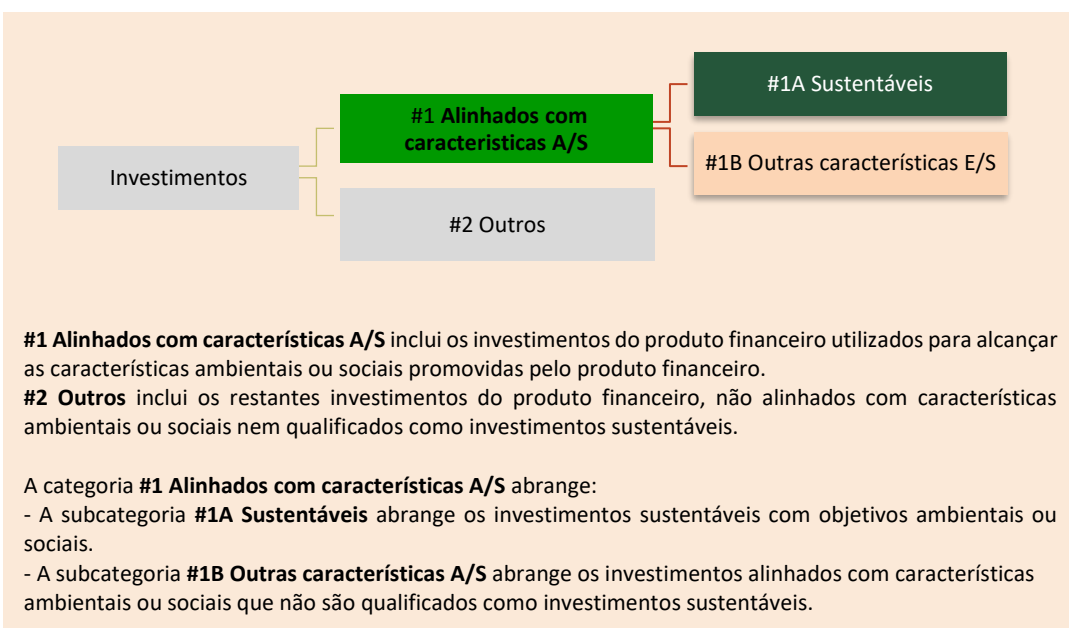 #1A Sustentáveis
#1 Alinhados com
caracteristicas A/S
#1B Outras características E/S
Investimentos
#2 Outros
#1 Alinhados com características A/S inclui os investimentos do produto financeiro utilizados para alcançar
as características ambientais ou sociais promovidas pelo produto financeiro.
#2 Outros inclui os restantes investimentos do produto financeiro, não alinhados com características
ambientais ou sociais nem qualificados como investimentos sustentáveis.
A categoria #1 Alinhados com características A/S abrange:
- A subcategoria #1A Sustentáveis abrange os investimentos sustentáveis com objetivos ambientais ou
sociais.
- A subcategoria #1B Outras características A/S abrange os investimentos alinhados com características
ambientais ou sociais que não são qualificados como investimentos sustentáveis.